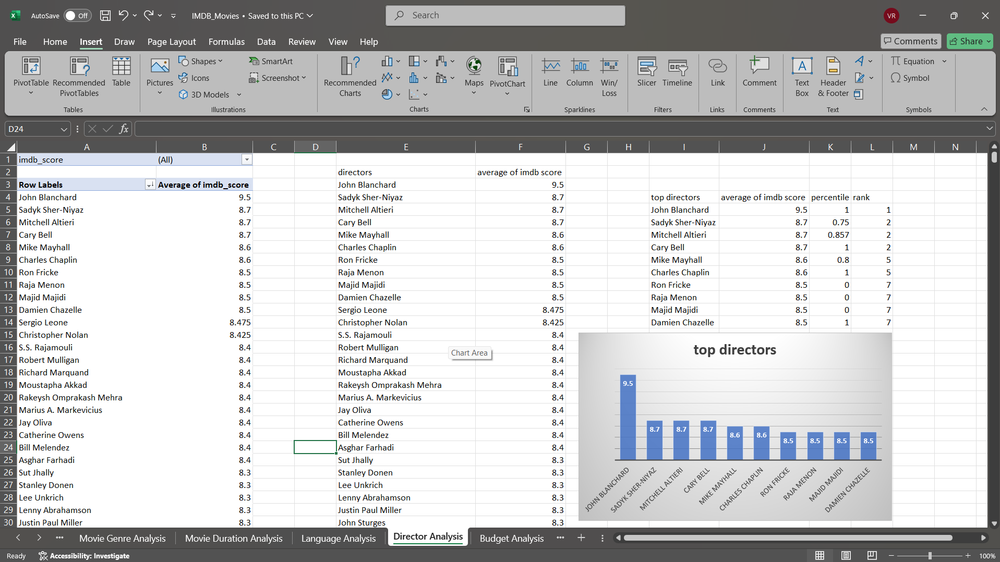 AutoSave Off IMDB_Movies • Saved to this PC Search VR
File Home Insert Draw Page Layout Formulas Data Review View Help Comments Share
PivotTable Recommended PivotTables Table
Tables
Pictures Shapes Icons 3D Models SmartArt Screenshot
Illustrations
Recommended Charts Maps PivotChart
Charts
Line Column Win/Loss
Sparklines
Slicer Timeline
Filters
Link
Links
Comment
Comments
Text Box Header & Footer
Text
Equation Symbol
Symbols
D24 fx
A B C D E F G H I J K L M N
1 imdb_score (All)
2 directors average of imdb score
3 Row Labels Average of imdb_score John Blanchard 9.5
4 John Blanchard 9.5 Sadyk Sher-Niyaz 8.7 top directors average of imdb score percentile rank
5 Sadyk Sher-Niyaz 8.7 Mitchell Altieri 8.7 John Blanchard 9.5 1 1
6 Mitchell Altieri 8.7 Cary Bell 8.7 Sadyk Sher-Niyaz 8.7 0.75 2
7 Cary Bell 8.7 Mike Mayhall 8.6 Mitchell Altieri 8.7 0.857 2
8 Mike Mayhall 8.6 Charles Chaplin 8.6 Cary Bell 8.7 1 2
9 Charles Chaplin 8.6 Ron Fricke 8.5 Mike Mayhall 8.6 0.8 5
10 Ron Fricke 8.5 Raja Menon 8.5 Charles Chaplin 8.6 1 5
11 Raja Menon 8.5 Majid Majidi 8.5 Ron Fricke 8.5 0 7
12 Majid Majidi 8.5 Damien Chazelle 8.5 Raja Menon 8.5 0 7
13 Damien Chazelle 8.5 Sergio Leone 8.475 Majid Majidi 8.5 0 7
14 Sergio Leone 8.475 Christopher Nolan 8.425 Damien Chazelle 8.5 1 7
15 Christopher Nolan 8.425 S.S. Rajamouli 8.4
16 S.S. Rajamouli 8.4 Robert Mulligan 8.4
17 Robert Mulligan 8.4 Richard Marquand 8.4
18 Richard Marquand 8.4 Moustapha Akkad 8.4
19 Moustapha Akkad 8.4 Rakeysh Omprakash Mehra 8.4
20 Rakeysh Omprakash Mehra 8.4 Marius A. Markevicius 8.4
21 Marius A. Markevicius 8.4 Jay Oliva 8.4
22 Jay Oliva 8.4 Catherine Owens 8.4
23 Catherine Owens 8.4 Bill Melendez 8.4
24 Bill Melendez 8.4 Asghar Farhadi 8.4
25 Asghar Farhadi 8.4 Sut Jhally 8.3
26 Sut Jhally 8.3 Stanley Donen 8.3
27 Stanley Donen 8.3 Lee Unkrich 8.3
28 Lee Unkrich 8.3 Lenny Abrahamson 8.3
29 Lenny Abrahamson 8.3 Justin Paul Miller 8.3
30 Justin Paul Miller 8.3 John Sturges 8.3
Chart Area
top directors
9.5 8.7 8.7 8.7 8.6 8.6 8.5 8.5 8.5 8.5
JOHN BLANCHARD
SADYK SHER-NIYAZ
MITCHELL ALTIERI
CARY BELL
MIKE MAYHALL
CHARLES CHAPLIN
RON FRICKE
RAJA MENON
MAJID MAJIDI
DAMIEN CHAZELLE
Movie Genre Analysis Movie Duration Analysis Language Analysis Director Analysis Budget Analysis
Ready Accessibility: Investigate 100%